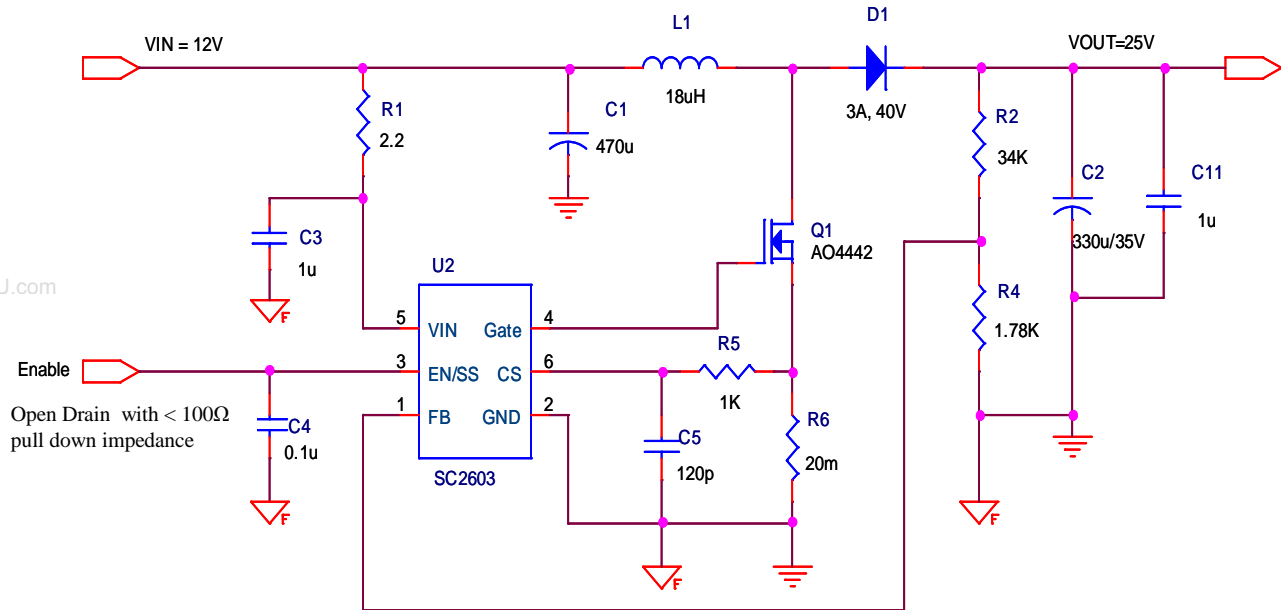 L1
D1
VIN = 12V
VOUT=25V
18uH
3A, 40V
R1
2.2
C1
470u
R2
34K
C2
330u/35V
C11
1u
Q1
AO4442
C3
1u
U.com
F
U2
R4
1.78K
5
VIN
Gate
4
Enable
3
EN/SS
CS
6
R5
1K
1
FB
GND
2
Open Drain with < 100Ω
pull down impedance
C4
0.1u
C5
120p
R6
20m
SC2603
F
F
F